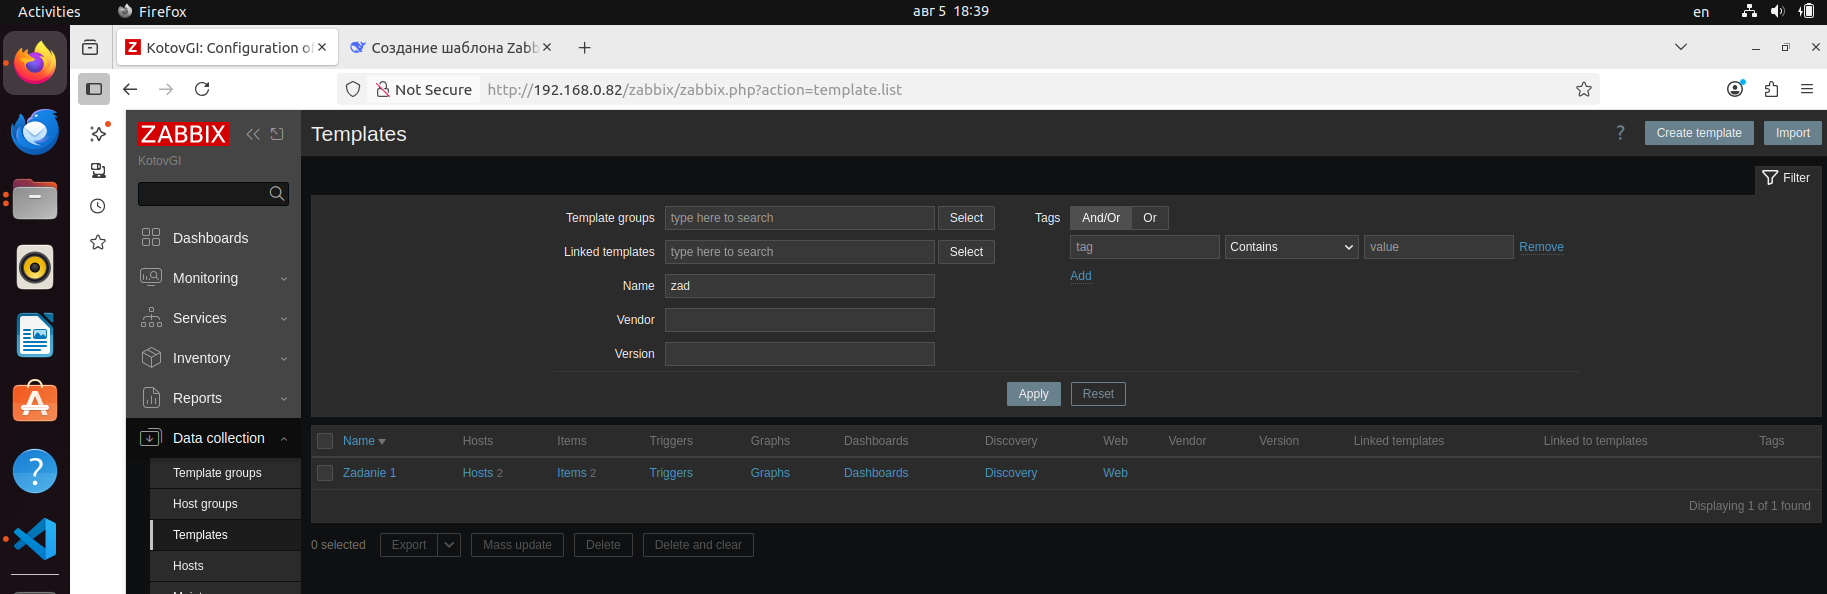 Activities Firefox авг 5 18:39 en
KotovGI: Configuration of Создание шаблона Zabb
Not Secure http://192.168.0.82/zabbix/zabbix.php?action=template.list
ZABBIX
KotovGI
Dashboards
Monitoring
Services
Inventory
Reports
Data collection
Template groups
Host groups
Templates
Hosts
Templates
? Create template Import
Filter
Template groups type here to search Select
Linked templates type here to search Select
Name zad
Vendor
Version
Tags And/Or Or
tag Contains value Remove
Add
Apply Reset
Name Hosts Items Triggers Graphs Dashboards Discovery Web Vendor Version Linked templates Linked to templates Tags
Zadanie 1 Hosts 2 Items 2 Triggers Graphs Dashboards Discovery Web
Displaying 1 of 1 found
0 selected Export Mass update Delete Delete and clear